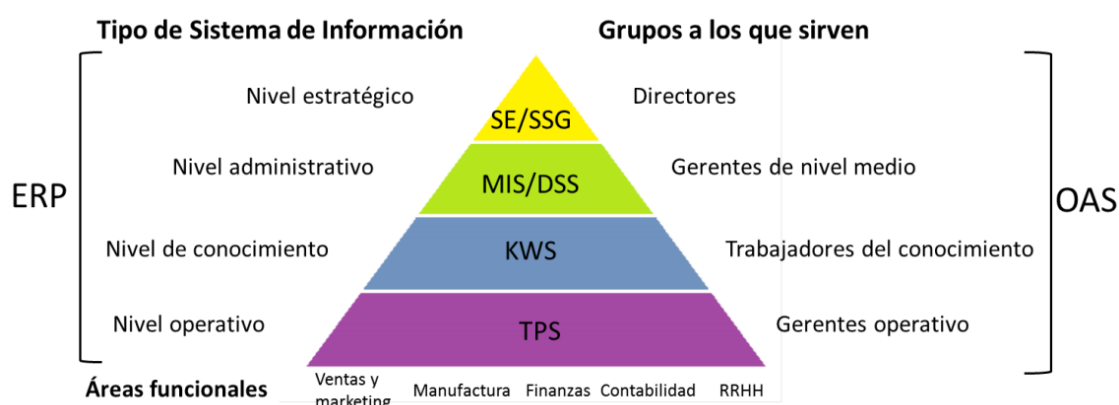 Tipo de Sistema de Información
Grupos a los que sirven
Nivel estratégico
SE/SSG
Directores
Nivel administrativo
MIS/DSS
Gerentes de nivel medio
ERP
OAS
Nivel de conocimiento
KWS
Trabajadores del conocimiento
Nivel operativo
TPS
Gerentes operativo
Áreas funcionales
Ventas y
marketing
Manufactura
Finanzas
Contabilidad
RRHH